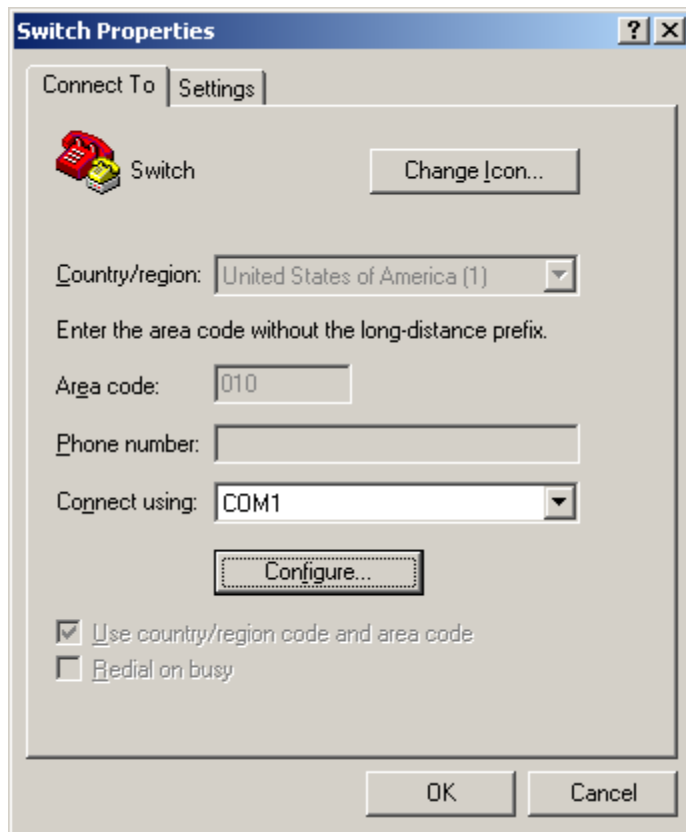 Switch Properties
Connect To Settings
Switch Change Icon...
Country/region: United States of America (1)
Enter the area code without the long-distance prefix.
Area code: 010
Phone number:
Connect using: COM1
Configure...
Use country/region code and area code
Redial on busy
OK Cancel